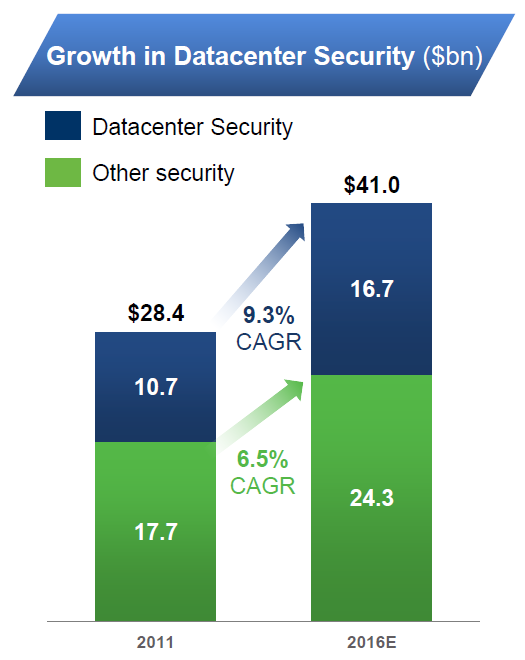 Growth in Datacenter Security ($bn)
Datacenter Security
Other security
$41.0
$28.4
16.7
9.3%
CAGR
10.7
6.5%
CAGR
24.3
17.7
2011
2016E